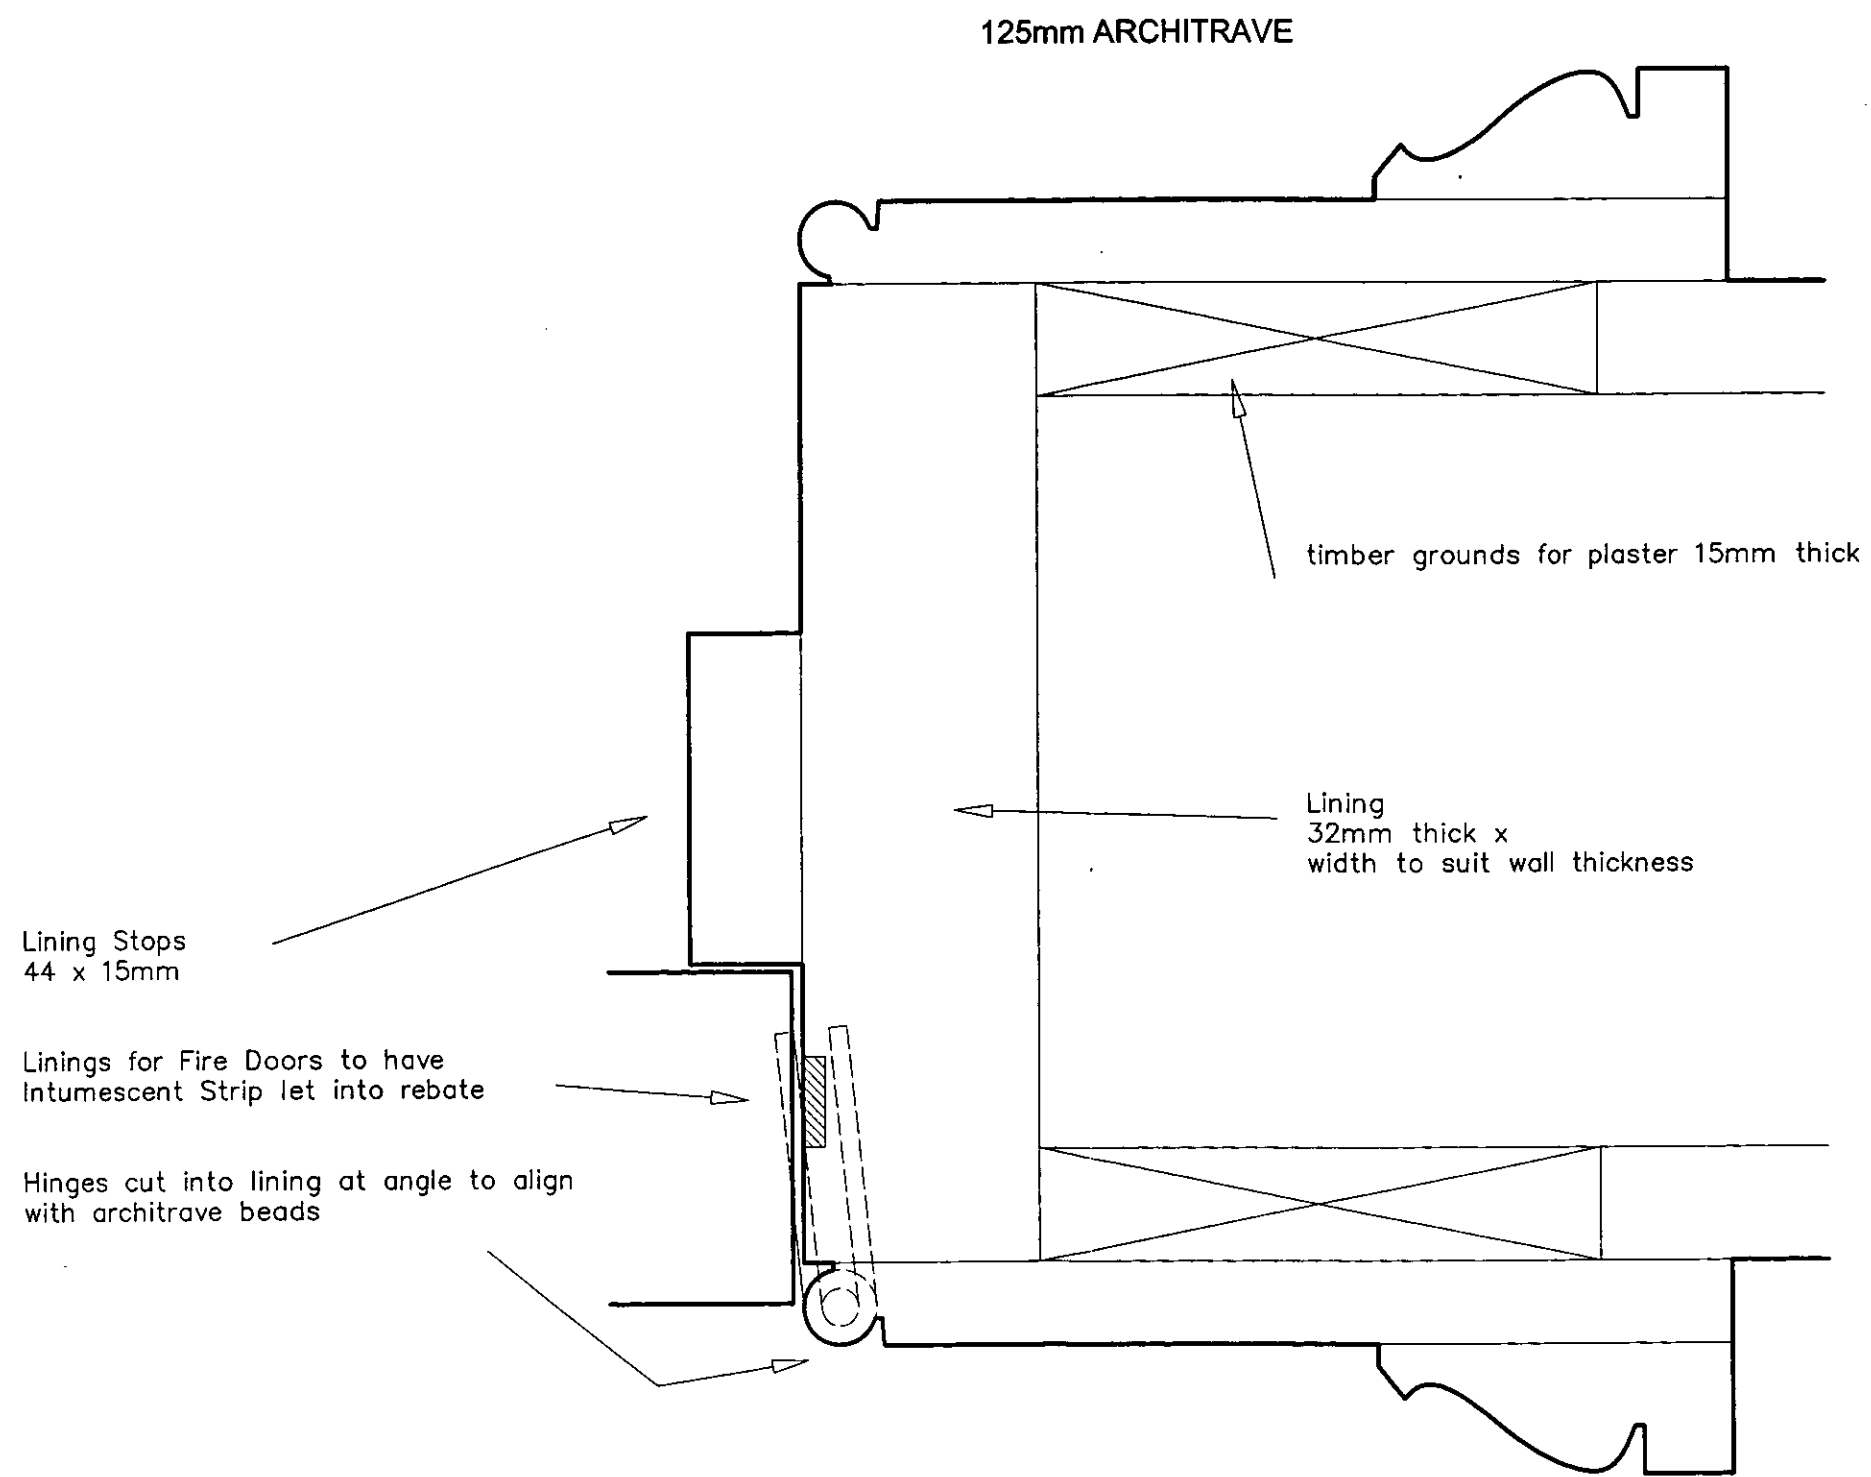 125mm ARCHITRAVE
timber grounds for plaster 15mm thick
Lining
32mm thick x
width to suit wall thickness
Lining Stops
44 x 15mm
Linings for Fire Doors to have
Intumescent Strip let into rebate
Hinges cut into lining at angle to align
with architrave beads